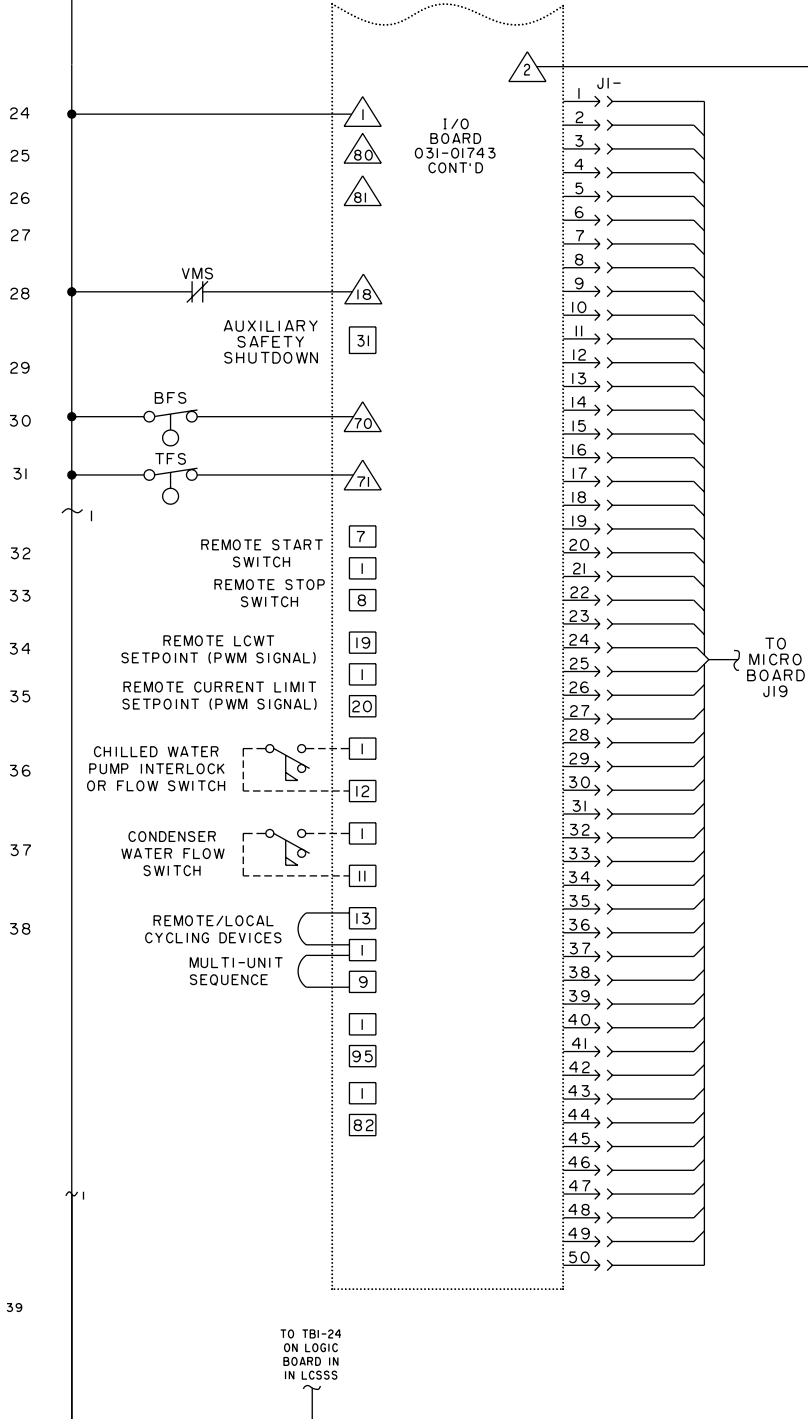 2
J1-
24
1
I/O
BOARD
031-01743
CONT'D
25
80
26
81
27
28
VMS
18
AUXILIARY
SAFETY
SHUTDOWN
31
29
BFS
30
70
TFS
31
71
1
32
REMOTE START
SWITCH
7
1
33
REMOTE STOP
SWITCH
8
34
REMOTE LCWT
SETPOINT (PWM SIGNAL)
19
1
35
REMOTE CURRENT LIMIT
SETPOINT (PWM SIGNAL)
20
36
CHILLED WATER
PUMP INTERLOCK
OR FLOW SWITCH
1
12
37
CONDENSER
WATER FLOW
SWITCH
1
11
38
REMOTE/LOCAL
CYCLING DEVICES
13
1
MULTI-UNIT
SEQUENCE
9
1
95
1
82
1
39
1
2
3
4
5
6
7
8
9
10
11
12
13
14
15
16
17
18
19
20
21
22
23
24
25
26
27
28
29
30
31
32
33
34
35
36
37
38
39
40
41
42
43
44
45
46
47
48
49
50
TO
MICRO
BOARD
J19
TO TB1-24
ON LOGIC
BOARD IN
IN LCSSS